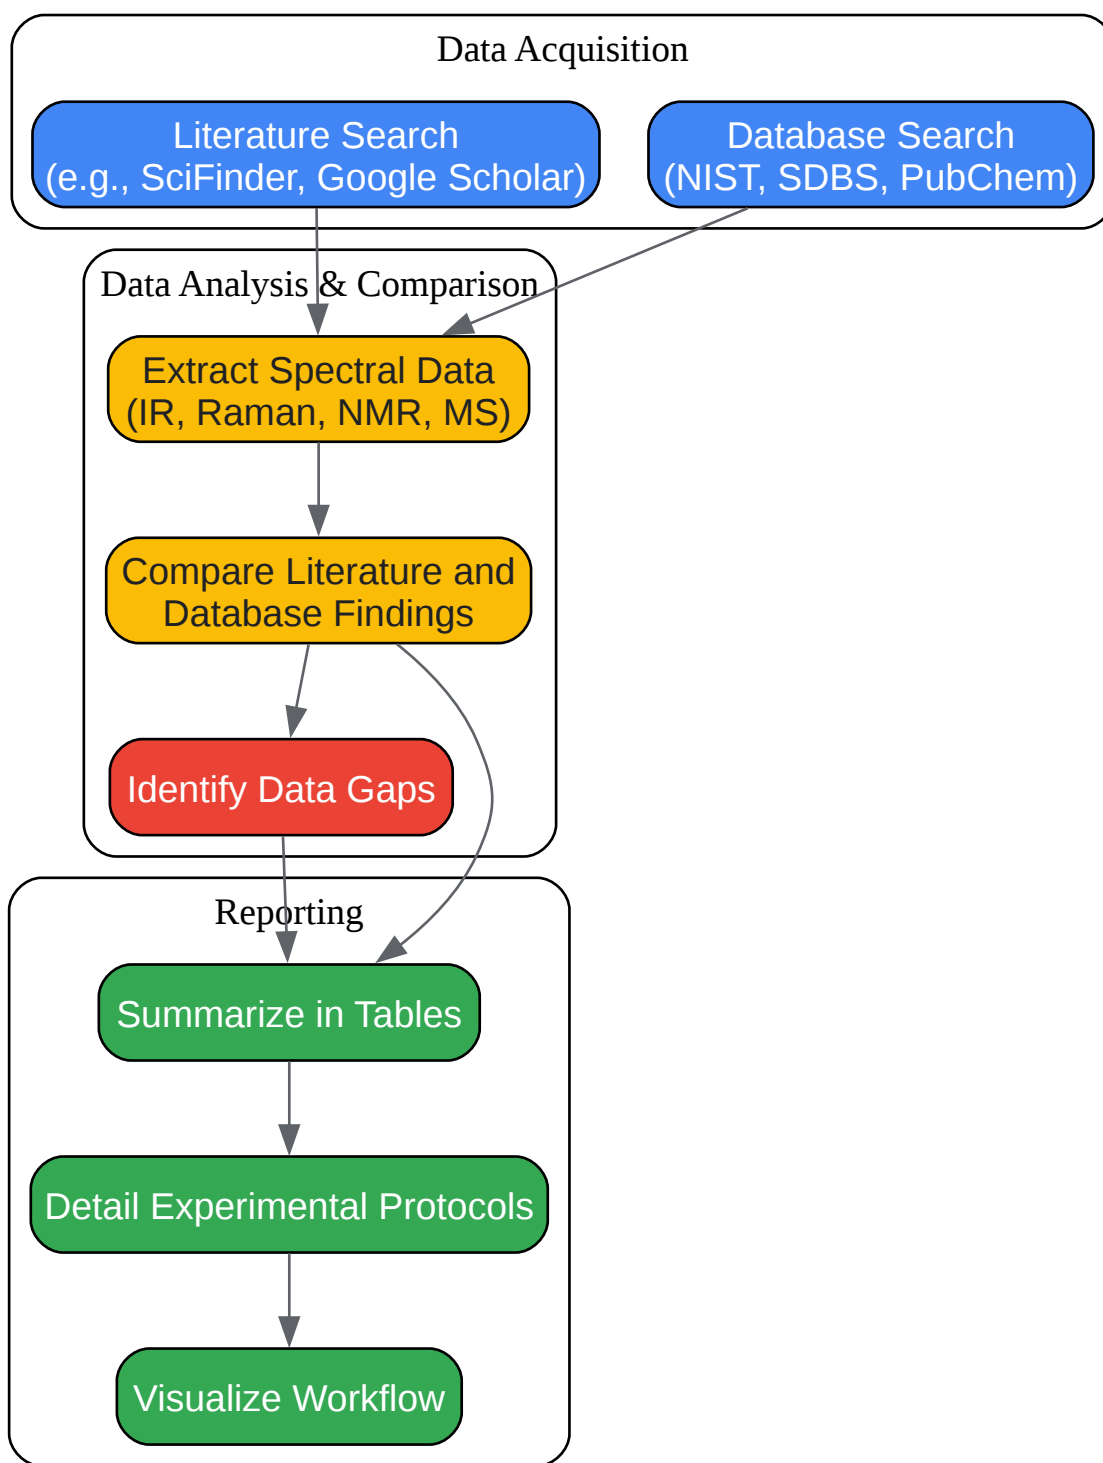 Data Acquisition
Literature Search
(e.g., SciFinder, Google Scholar)
Database Search
(NIST, SDBS, PubChem)
Data Analysis & Comparison
Extract Spectral Data
(IR, Raman, NMR, MS)
Compare Literature and
Database Findings
Identify Data Gaps
Reporting
Summarize in Tables
Detail Experimental Protocols
Visualize Workflow